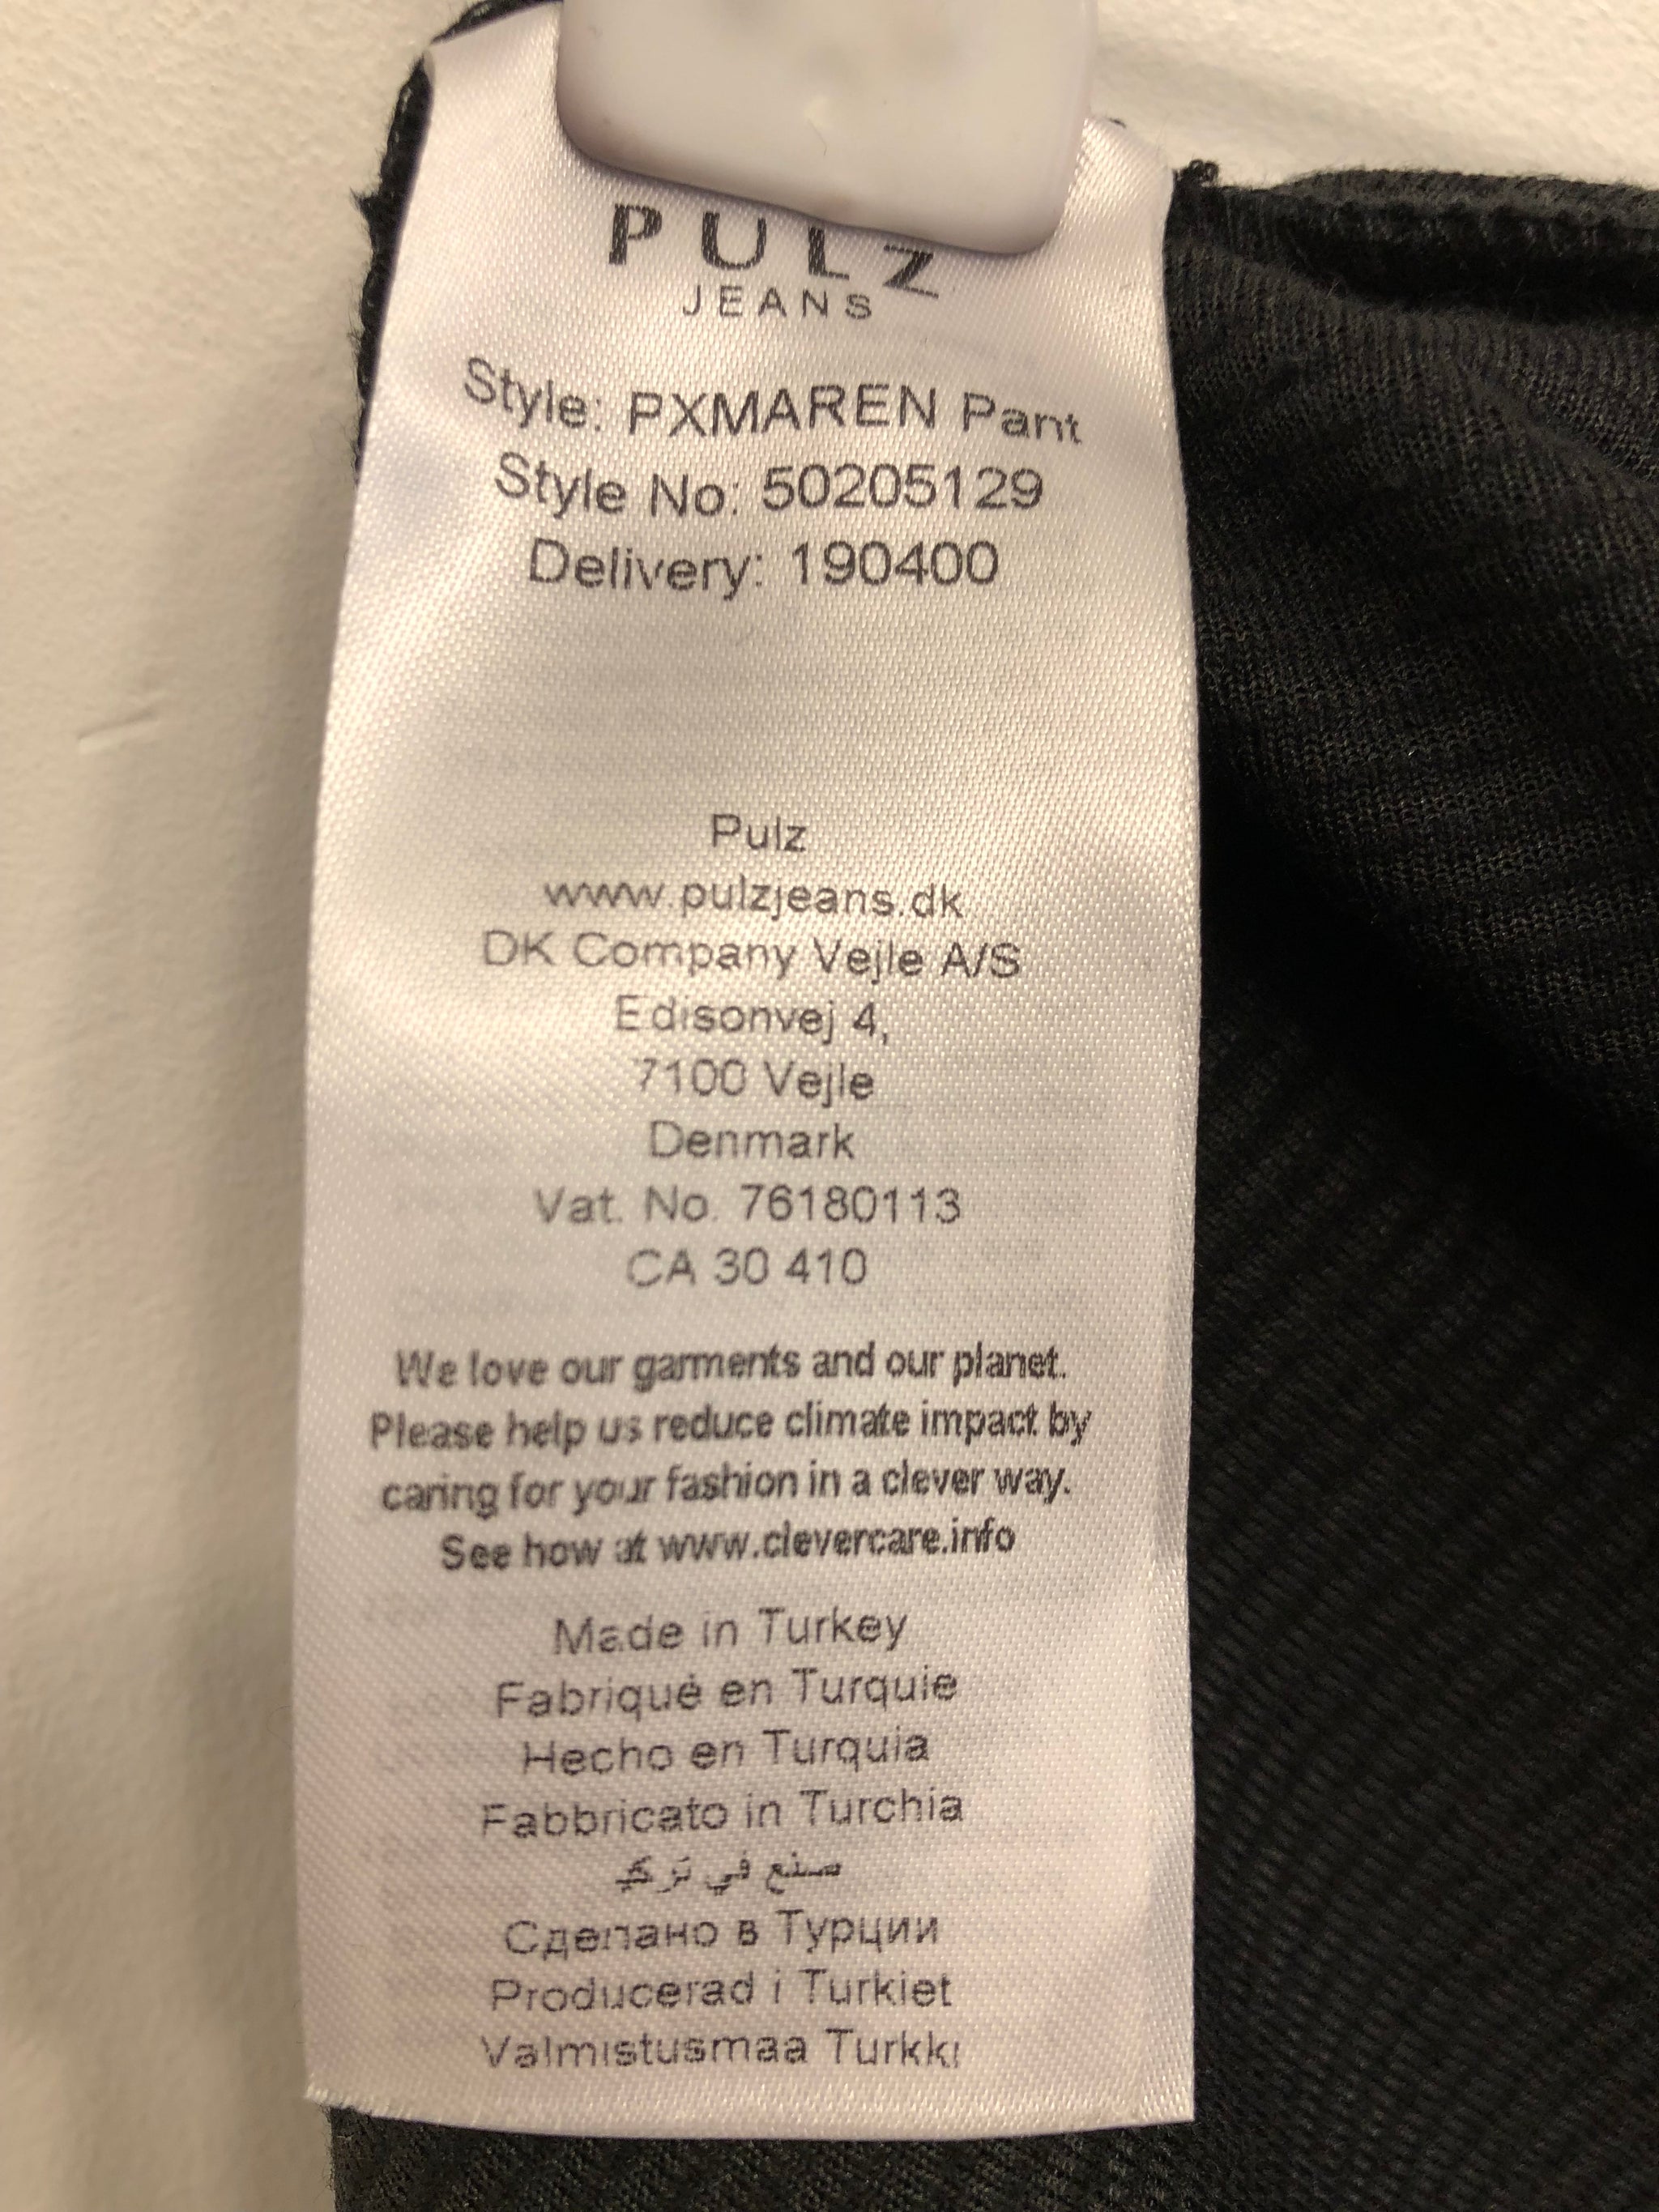 PULZ
JEANS
Style: PXMAREN Pant
Style No: 50205129
Delivery: 190400
Pulz
www.pulzjeans.dk
DK Company Vejle A/S
Edisonvej 4,
7100 Vejle
Denmark
Vat. No. 76180113
CA 30 410
We love our garments and our planet.
Please help us reduce climate impact by
caring for your fashion in a clever way.
See how at www.clevercare.info
Made in Turkey
Fabriqué en Turquie
Hecho en Turquia
Fabbricato in Turchia
في
Сделано в Турции
Producerad i Turkiet
Valmistusmaa Turkki